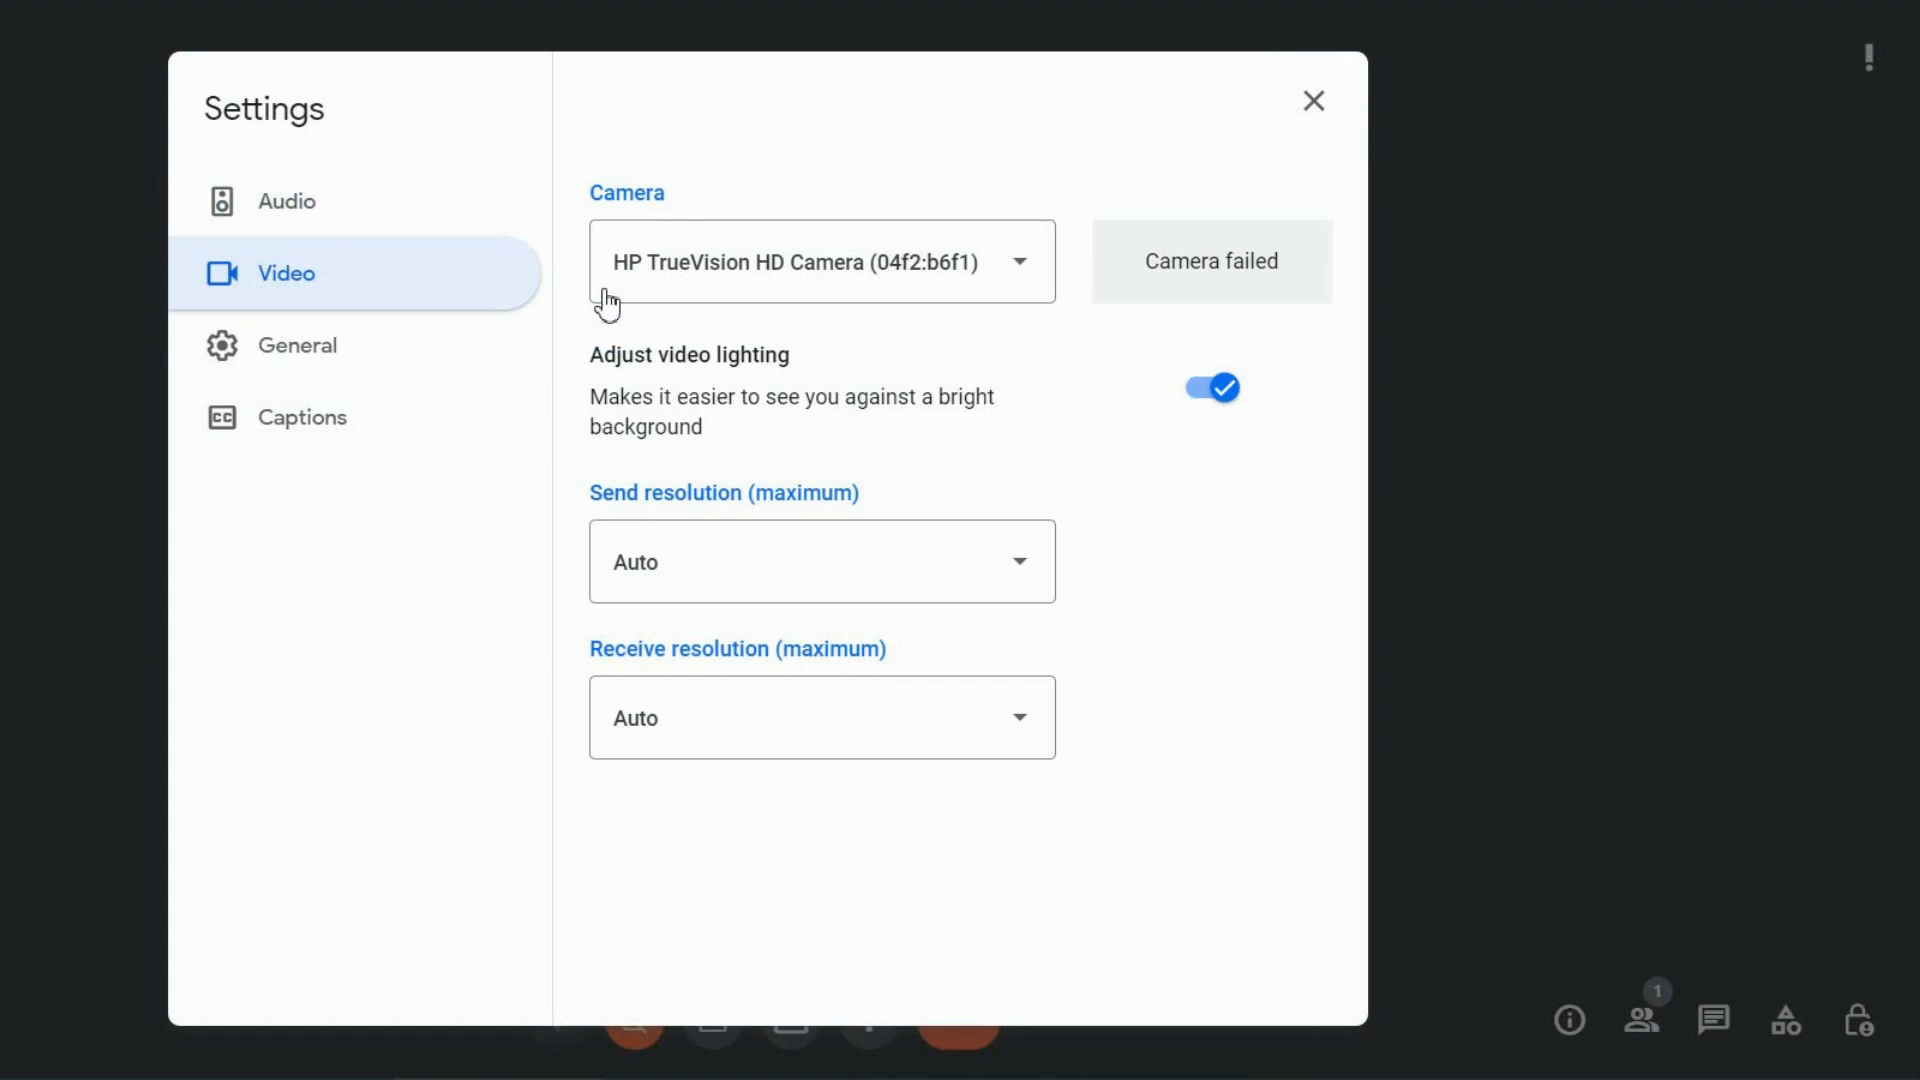 Settings
Audio
Video
General
CC Captions
Camera
HP TrueVision HD Camera (04f2:b6f1)
Camera failed
Adjust video lighting
Makes it easier to see you against a bright
background
Send resolution (maximum)
Auto
Receive resolution (maximum)
Auto
1